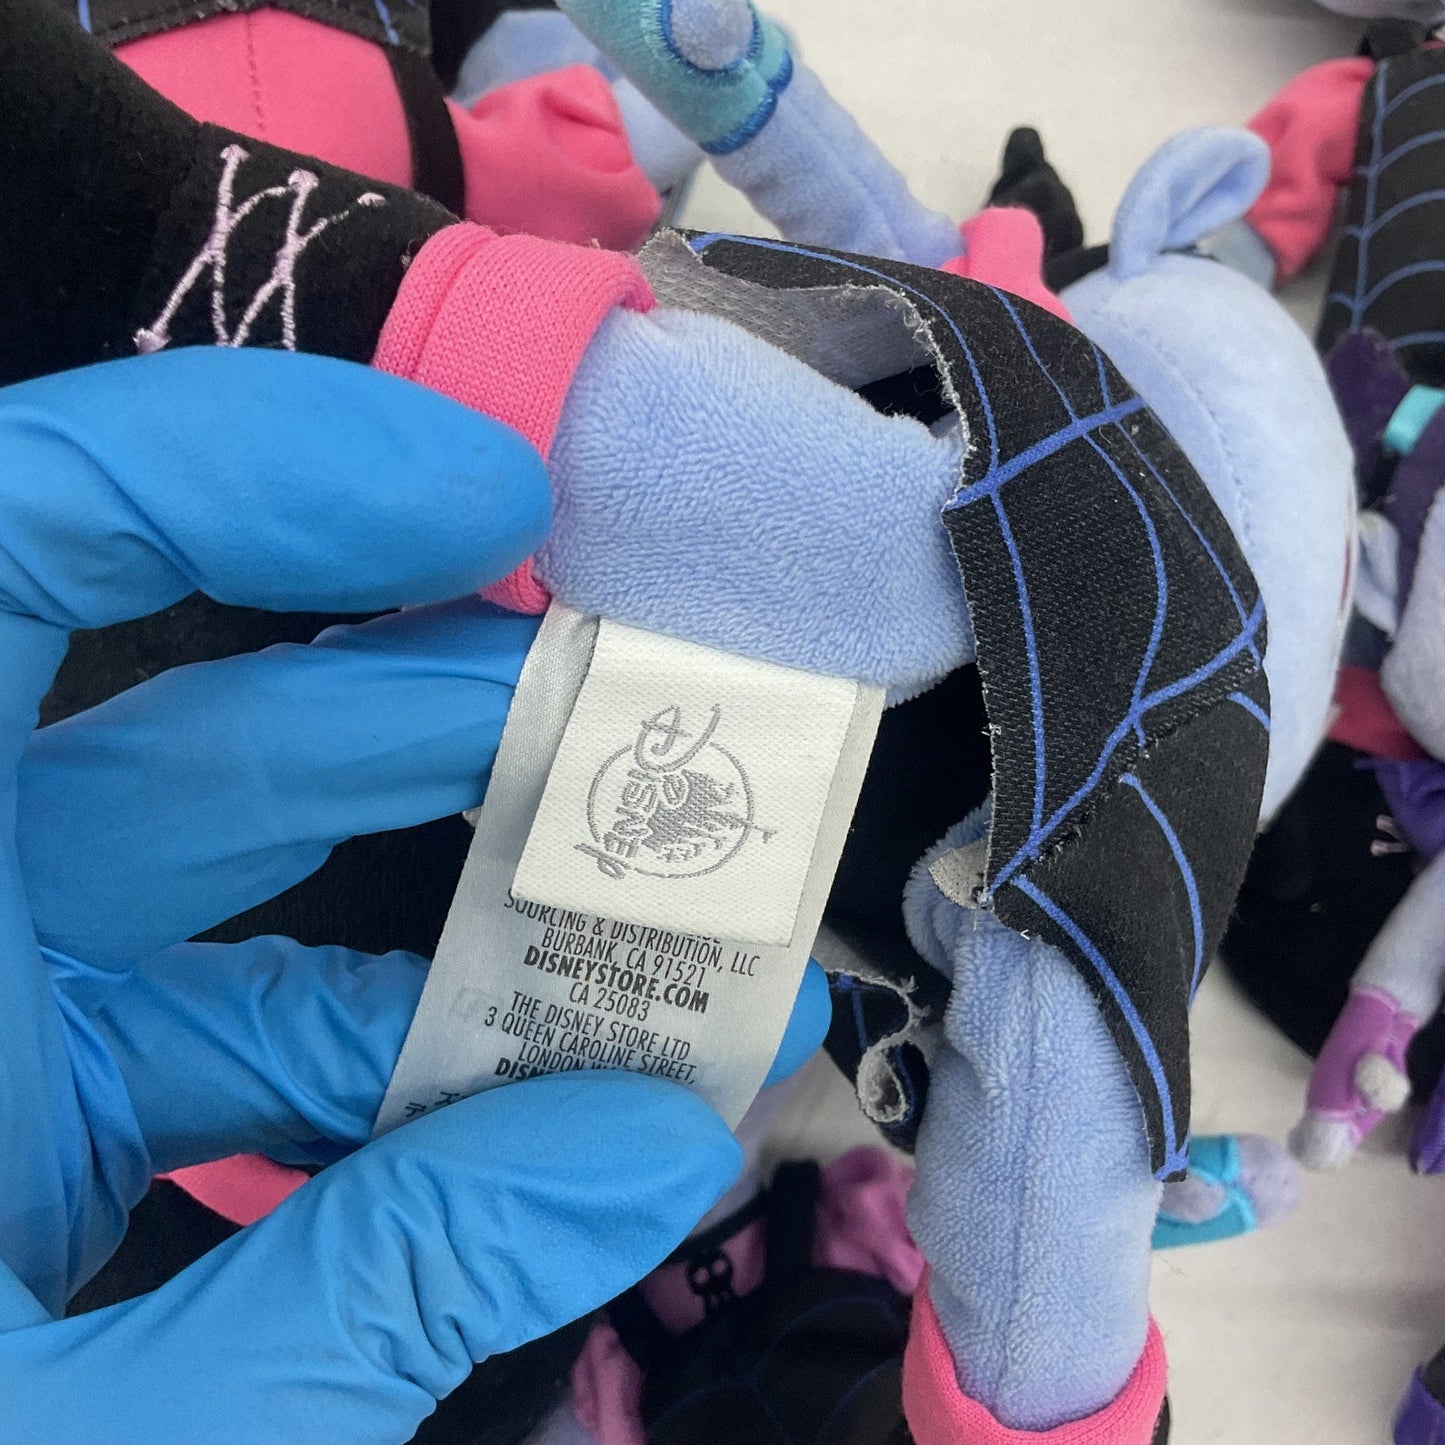 DISNEY
SOURCING & DISTRIBUTION, LLC
BURBANK, CA 91521
DISNEYSTORE.COM
CA 25083
THE DISNEY STORE LTD
3 QUEEN CAROLINE STREET,
LONDON